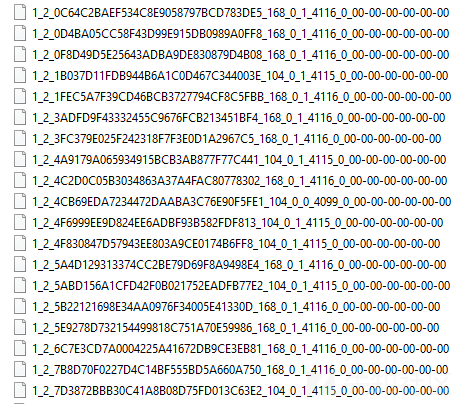 1_2_0C64C2BAEF534C8E9058797BCD783DE5_168_0_1_4116_0_00-00-00-00-00-00
1_2_0D4BA05CC58F43D99E915DB0989A0FF8_168_0_1_4116_0_00-00-00-00-00-00
1_2_0F8D49D5E25643ADBA9DE830879D4B08_168_0_1_4116_0_00-00-00-00-00-00
1_2_1B037D11FDB944B6A1C0D467C344003E_104_0_1_4115_0_00-00-00-00-00-00
1_2_1FEC5A7F39CD46BCB3727794CF8C5FBB_168_0_1_4116_0_00-00-00-00-00-00
1_2_3ADFD9F43332455C9676FCB213451BF4_168_0_1_4116_0_00-00-00-00-00-00
1_2_3FC379E025F242318F7F3E0D1A2967C5_168_0_1_4116_0_00-00-00-00-00-00
1_2_4A9179A065934915BCB3AB877F77C441_104_0_1_4115_0_00-00-00-00-00-00
1_2_4C2D0C05B3034863A37A4FAC80778302_168_0_1_4116_0_00-00-00-00-00-00
1_2_4CB69EDA7234472DAABA3C76E90F5FE1_104_0_0_4099_0_00-00-00-00-00-00
1_2_4F6999EE9D824EE6ADBF93B582FDF813_104_0_1_4115_0_00-00-00-00-00-00
1_2_4F830847D57943EE803A9CE0174B6FF8_104_0_1_4115_0_00-00-00-00-00-00
1_2_5A4D129313374CC2BE79D69F8A9498E4_168_0_1_4116_0_00-00-00-00-00-00
1_2_5ABD156A1CFD42F0B021752EADFB77E2_104_0_1_4115_0_00-00-00-00-00-00
1_2_5B22121698E34AA0976F34005E41330D_168_0_1_4116_0_00-00-00-00-00-00
1_2_5E9278D732154499818C751A70E59986_168_0_1_4116_0_00-00-00-00-00-00
1_2_6C7E3CD7A0004225A41672DB9CE3EB81_168_0_1_4116_0_00-00-00-00-00-00
1_2_7B8D70F0227D4C14BF555BD5A660A750_168_0_1_4116_0_00-00-00-00-00-00
1_2_7D3872BBB30C41A8B08D75FD013C63E2_104_0_1_4115_0_00-00-00-00-00-00